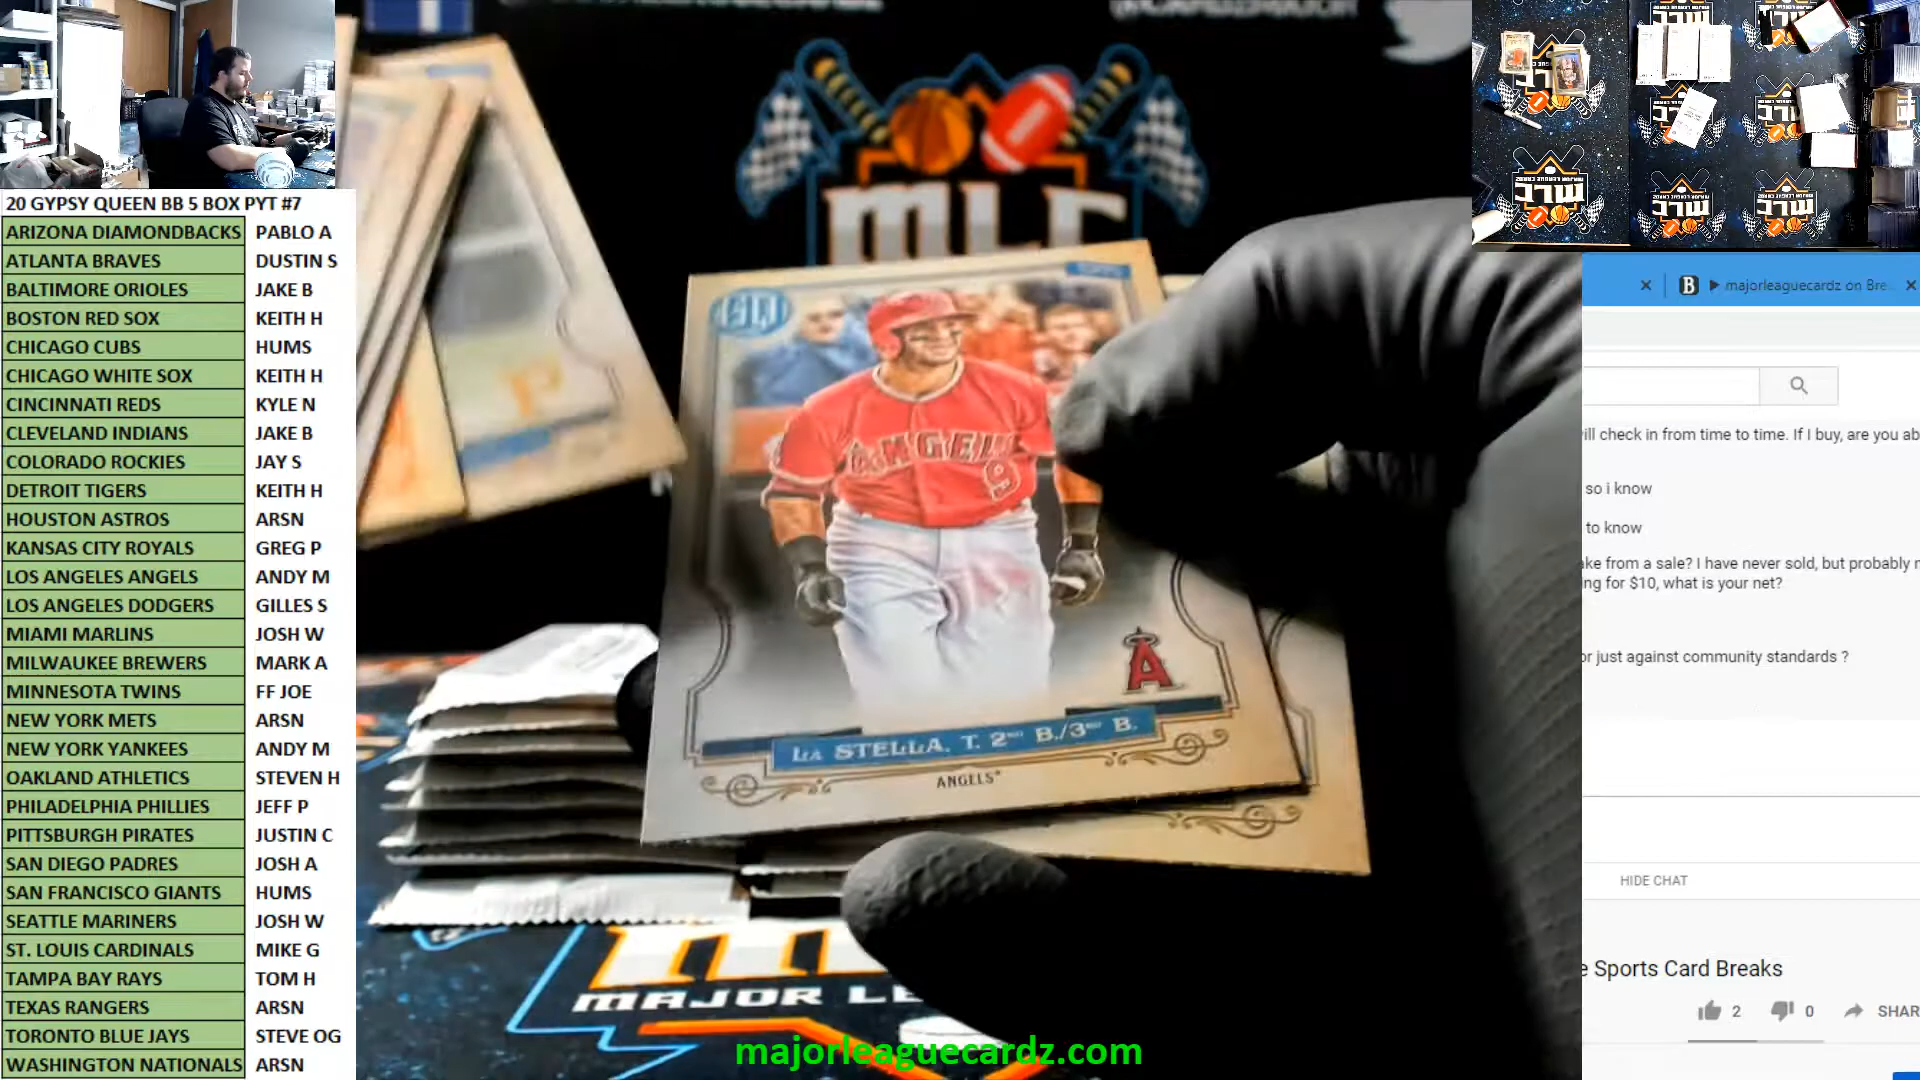 20 GYPSY QUEEN BB 5 BOX PYT #7
ARIZONA DIAMONDBACKS PABLO A
ATLANTA BRAVES DUSTIN S
BALTIMORE ORIOLES JAKE B
BOSTON RED SOX KEITH H
CHICAGO CUBS HUMS
CHICAGO WHITE SOX KEITH H
CINCINNATI REDS KYLE N
CLEVELAND INDIANS JAKE B
COLORADO ROCKIES JAY S
DETROIT TIGERS KEITH H
HOUSTON ASTROS ARSN
KANSAS CITY ROYALS GREG P
LOS ANGELES ANGELS ANDY M
LOS ANGELES DODGERS GILLES S
MIAMI MARLINS JOSH W
MILWAUKEE BREWERS MARK A
MINNESOTA TWINS FF JOE
NEW YORK METS ARSN
NEW YORK YANKEES ANDY M
OAKLAND ATHLETICS STEVEN H
PHILADELPHIA PHILLIES JEFF P
PITTSBURGH PIRATES JUSTIN C
SAN DIEGO PADRES JOSH A
SAN FRANCISCO GIANTS HUMS
SEATTLE MARINERS JOSH W
ST. LOUIS CARDINALS MIKE G
TAMPA BAY RAYS TOM H
TEXAS RANGERS ARSN
TORONTO BLUE JAYS STEVE OG
WASHINGTON NATIONALS ARSN
MLC
GQ
ANGELS
9
A
LA STELLA, T. 2ND B./3RD B.
ANGELS
MAJOR LE
majorleaguecardz.com
B majorleaguecardz on Bre
ill check in from time to time. If I buy, are you ab
so i know
to know
ake from a sale? I have never sold, but probably
ing for $10, what is your net?
or just against community standards ?
HIDE CHAT
e Sports Card Breaks
2 0 SHAR